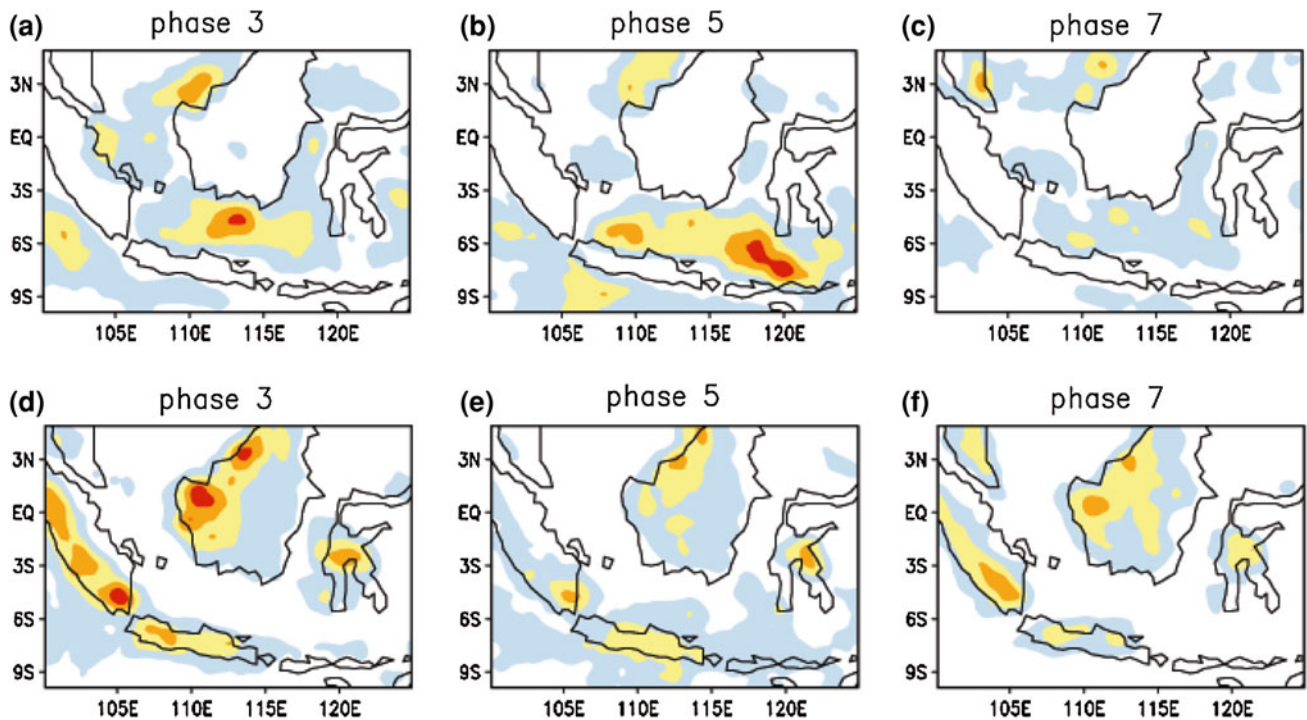 (a) phase 3 (b) phase 5 (c) phase 7
3N 3N 3N
EQ EQ EQ
3S 3S 3S
6S 6S 6S
9S 9S 9S
105E 110E 115E 120E 105E 110E 115E 120E 105E 110E 115E 120E
(d) phase 3 (e) phase 5 (f) phase 7
3N 3N 3N
EQ EQ EQ
3S 3S 3S
6S 6S 6S
9S 9S 9S
105E 110E 115E 120E 105E 110E 115E 120E 105E 110E 115E 120E